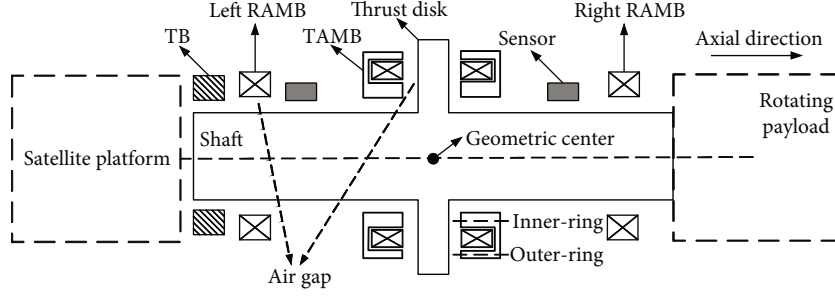 Left RAMB
Thrust disk
Right RAMB
TB
TAMB
Sensor
Axial direction
Rotating
payload
Shaft
Geometric center
Satellite platform
Inner-ring
Outer-ring
Air gap